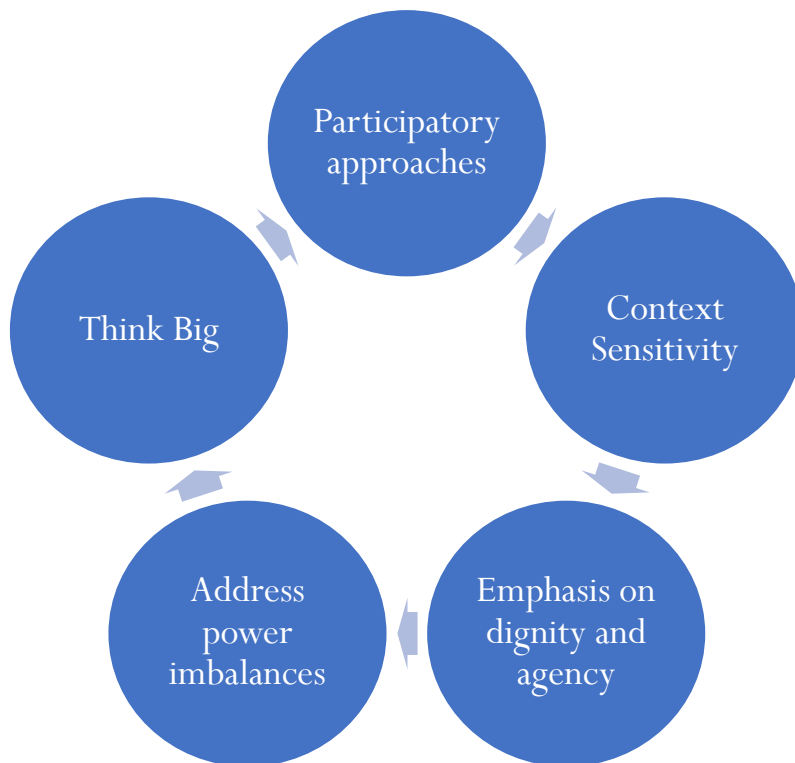 Participatory
approaches
Context
Sensitivity
Emphasis on
dignity and
agency
Address
power
imbalances
Think Big